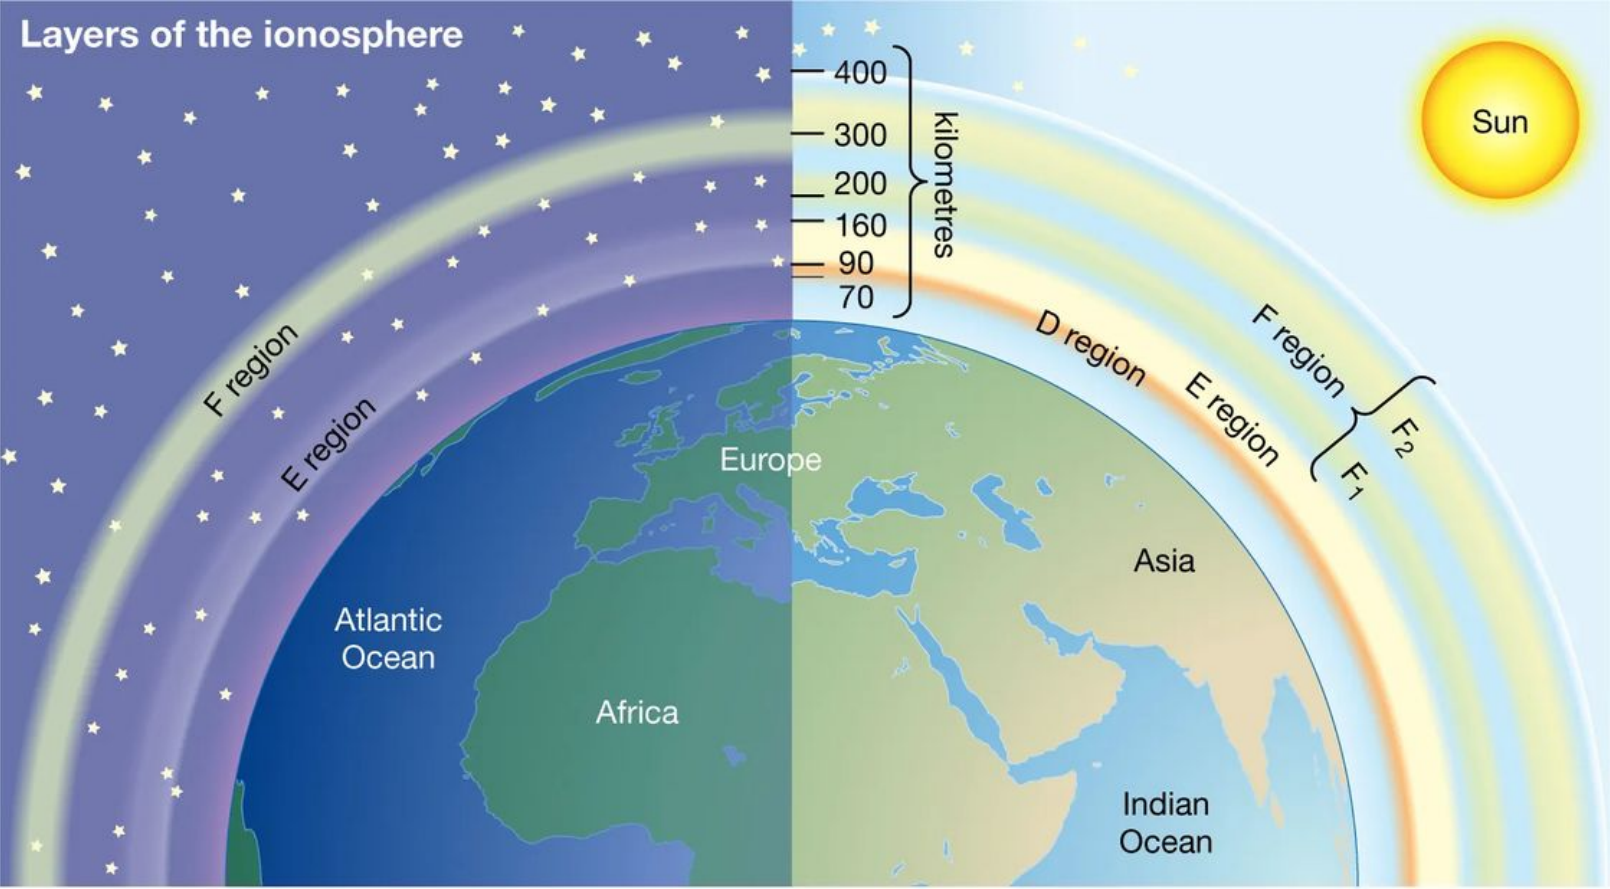 Layers of the ionosphere
Sun
400
300
200
160
90
70
kilometres
F region
E region
D region
E region
F region
F2
F1
Europe
Asia
Atlantic
Ocean
Africa
Indian
Ocean